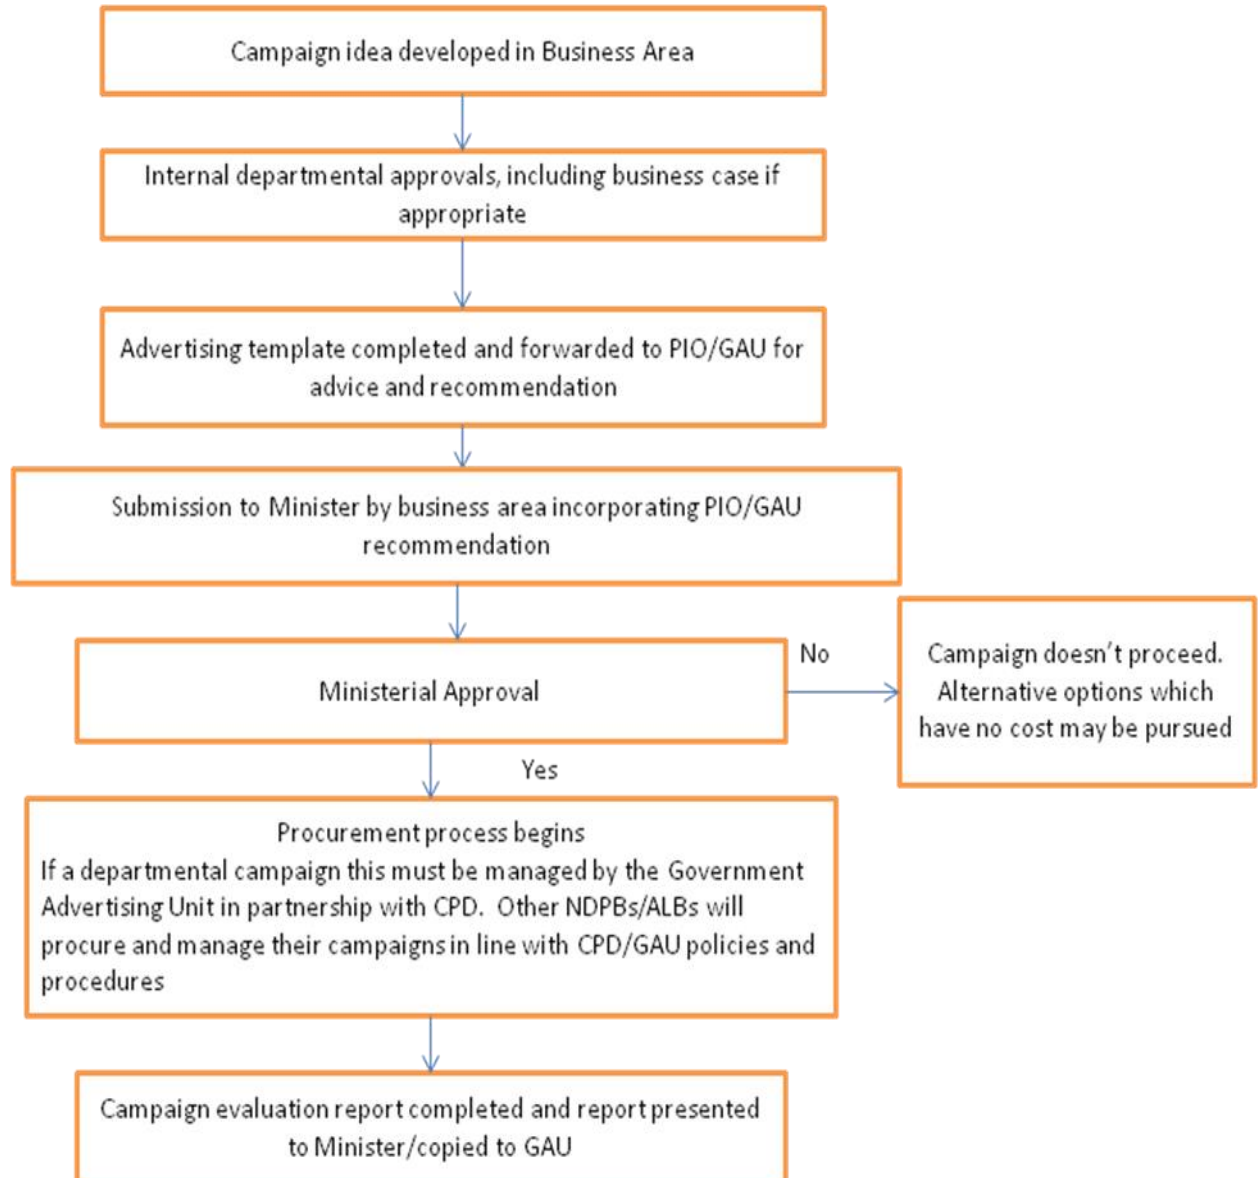 Campaign idea developed in Business Area
Internal departmental approvals, including business case if
appropriate
Advertising template completed and forwarded to PIO/GAU for
advice and recommendation
Submission to Minister by business area incorporating PIO/GAU
recommendation
Ministerial Approval
No
Campaign doesn't proceed.
Alternative options which
have no cost may be pursued
Yes
Procurement process begins
If a departmental campaign this must be managed by the Government
Advertising Unit in partnership with CPD.  Other NDPBs/ALBs will
procure and manage their campaigns in line with CPD/GAU policies and
procedures
Campaign evaluation report completed and report presented
to Minister/copied to GAU